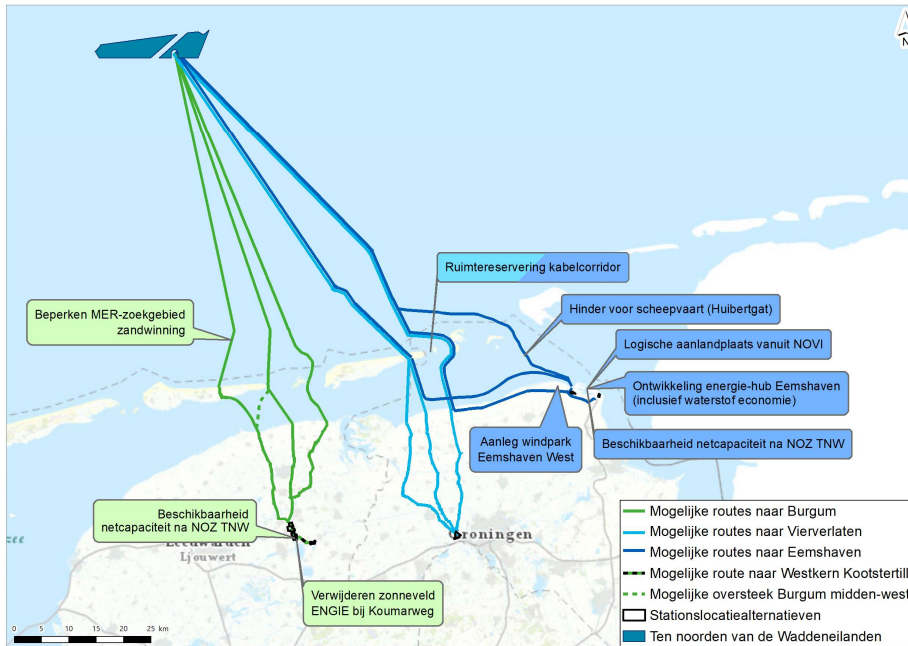 N
Ruimtereservering kabelcorridor
Beperken MER-zoekgebied
zandwinning
Hinder voor scheepvaart (Huibertgat)
Logische aanlandplaats vanuit NOVI
Ontwikkeling energie-hub Eemshaven
(inclusief waterstof economie)
Aanleg windpark
Eemshaven West
Beschikbaarheid netcapaciteit na NOZ TNW
Beschikbaarheid
netcapaciteit na NOZ TNW
Leeuwarden
Ljouwert
Groningen
Verwijderen zonneveld
ENGIE bij Koumarweg
Mogelijke routes naar Burgum
Mogelijke routes naar Vierverlaten
Mogelijke routes naar Eemshaven
Mogelijke route naar Westkern Kootstertill
Mogelijke oversteek Burgum midden-west
Stationslocatiealternatieven
Ten noorden van de Waddeneilanden
0 5 10 15 20 25 km